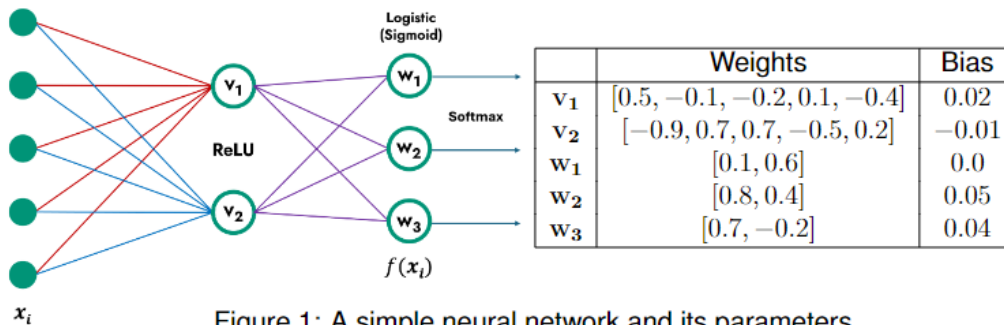 Logistic
(Sigmoid)
v1
w1
Softmax
ReLU
w2
v2
w3
f(xᵢ)
xᵢ
Weights Bias
v₁ [0.5, −0.1, −0.2, 0.1, −0.4] 0.02
v₂ [−0.9, 0.7, 0.7, −0.5, 0.2] −0.01
w₁ [0.1, 0.6] 0.0
w₂ [0.8, 0.4] 0.05
w₃ [0.7, −0.2] 0.04
Figure 1: A simple neural network and its parameters